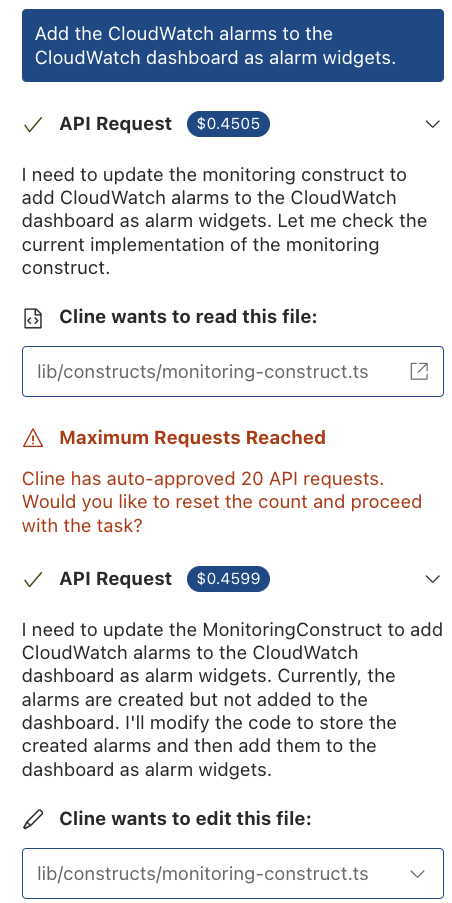 Add the CloudWatch alarms to the
CloudWatch dashboard as alarm widgets.
API Request $0.4505
I need to update the monitoring construct to
add CloudWatch alarms to the CloudWatch
dashboard as alarm widgets. Let me check the
current implementation of the monitoring
construct.
Cline wants to read this file:
lib/constructs/monitoring-construct.ts
Maximum Requests Reached
Cline has auto-approved 20 API requests.
Would you like to reset the count and proceed
with the task?
API Request $0.4599
I need to update the MonitoringConstruct to add
CloudWatch alarms to the CloudWatch
dashboard as alarm widgets. Currently, the
alarms are created but not added to the
dashboard. I'll modify the code to store the
created alarms and then add them to the
dashboard as alarm widgets.
Cline wants to edit this file:
lib/constructs/monitoring-construct.ts